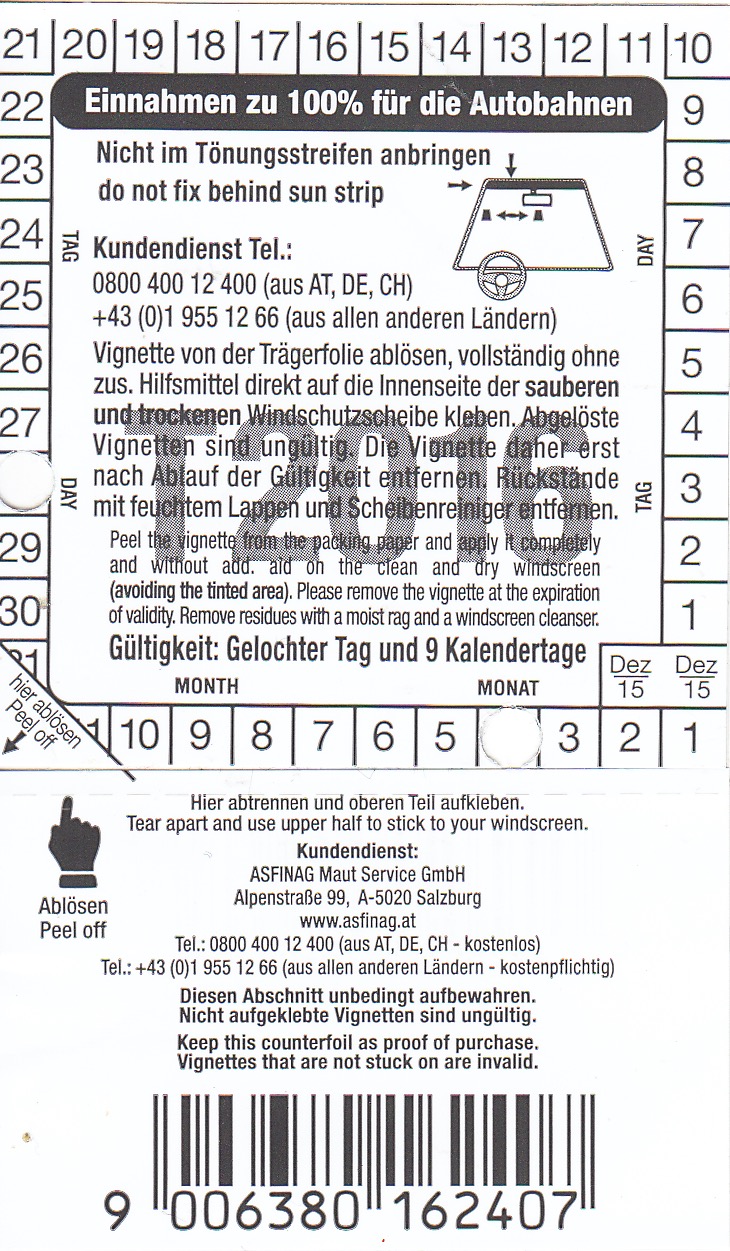 21 20 19 18 17 16 15 14 13 12 11 10
22
23
24
25
26
27
29
30
31
9
8
7
6
5
4
3
2
1
Einnahmen zu 100% für die Autobahnen
Nicht im Tönungsstreifen anbringen
do not fix behind sun strip
TAG
DAY
Kundendienst Tel.:
0800 400 12 400 (aus AT, DE, CH)
+43 (0)1 955 12 66 (aus allen anderen Ländern)
Vignette von der Trägerfolie ablösen, vollständig ohne
zus. Hilfsmittel direkt auf die Innenseite der sauberen
und trockenen Windschutzscheibe kleben. Abgelöste
Vignetten sind ungültig. Die Vignette daher erst
nach Ablauf der Gültigkeit entfernen. Rückstände
mit feuchtem Lappen und Scheibenreiniger entfernen.
T2016
DAY
TAG
Peel the vignette from the packing paper and apply it completely
and without add. aid on the clean and dry windscreen
(avoiding the tinted area). Please remove the vignette at the expiration
of validity. Remove residues with a moist rag and a windscreen cleanser.
Gültigkeit: Gelochter Tag und 9 Kalendertage
MONTH MONAT
Dez
15
Dez
15
hier ablösen
Peel off
10 9 8 7 6 5 3 2 1
Hier abtrennen und oberen Teil aufkleben.
Tear apart and use upper half to stick to your windscreen.
Ablösen
Peel off
Kundendienst:
ASFINAG Maut Service GmbH
Alpenstraße 99, A-5020 Salzburg
www.asfinag.at
Tel.: 0800 400 12 400 (aus AT, DE, CH - kostenlos)
Tel.: +43 (0)1 955 12 66 (aus allen anderen Ländern - kostenpflichtig)
Diesen Abschnitt unbedingt aufbewahren.
Nicht aufgeklebte Vignetten sind ungültig.
Keep this counterfoil as proof of purchase.
Vignettes that are not stuck on are invalid.
9 006380 162407